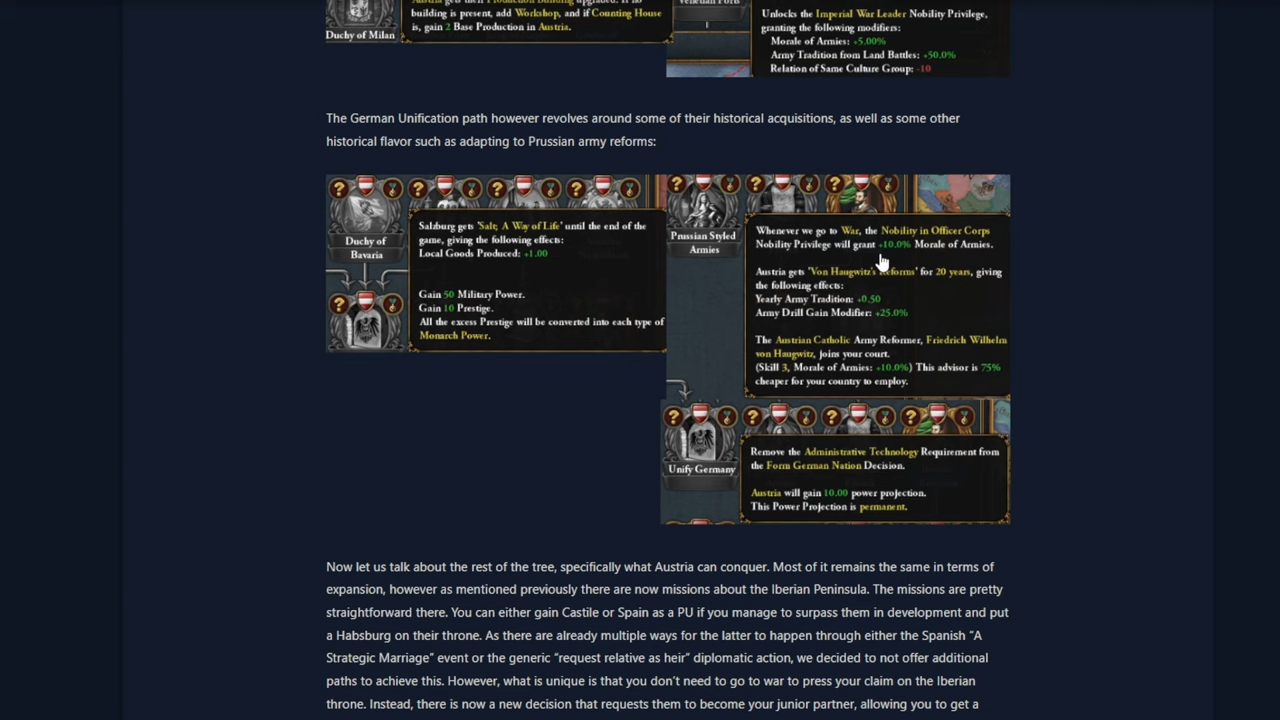 building is present, add Workshop, and if Counting House
is, gain 2 Base Production in Austria.
Duchy of Milan
Unlocks the Imperial War Leader Nobility Privilege,
granting the following modifiers:
Morale of Armies: +5.00%
Army Tradition from Land Battles: +50.0%
Relation of Same Culture Group: -10
The German Unification path however revolves around some of their historical acquisitions, as well as some other
historical flavor such as adapting to Prussian army reforms:
Duchy of
Bavaria
Salzburg gets 'Salt; A Way of Life' until the end of the
game, giving the following effects:
Local Goods Produced: +1.00
Gain 50 Military Power.
Gain 10 Prestige.
All the excess Prestige will be converted into each type of
Monarch Power.
Prussian Styled
Armies
Whenever we go to War, the Nobility in Officer Corps
Nobility Privilege will grant +10.0% Morale of Armies.
Austria gets 'Von Haugwitz's Reforms' for 20 years, giving
the following effects:
Yearly Army Tradition: +0.50
Army Drill Gain Modifier: +25.0%
The Austrian Catholic Army Reformer, Friedrich Wilhelm
von Haugwitz, joins your court.
(Skill 3, Morale of Armies: +10.0%) This advisor is 75%
cheaper for your country to employ.
Unify Germany
Remove the Administrative Technology Requirement from
the Form German Nation Decision.
Austria will gain 10.00 power projection.
This Power Projection is permanent.
Now let us talk about the rest of the tree, specifically what Austria can conquer. Most of it remains the same in terms of
expansion, however as mentioned previously there are now missions about the Iberian Peninsula. The missions are pretty
straightforward there. You can either gain Castile or Spain as a PU if you manage to surpass them in development and put
a Habsburg on their throne. As there are already multiple ways for the latter to happen through either the Spanish “A
Strategic Marriage” event or the generic “request relative as heir” diplomatic action, we decided to not offer additional
paths to achieve this. However, what is unique is that you don’t need to go to war to press your claim on the Iberian
throne. Instead, there is now a new decision that requests them to become your junior partner, allowing you to get a